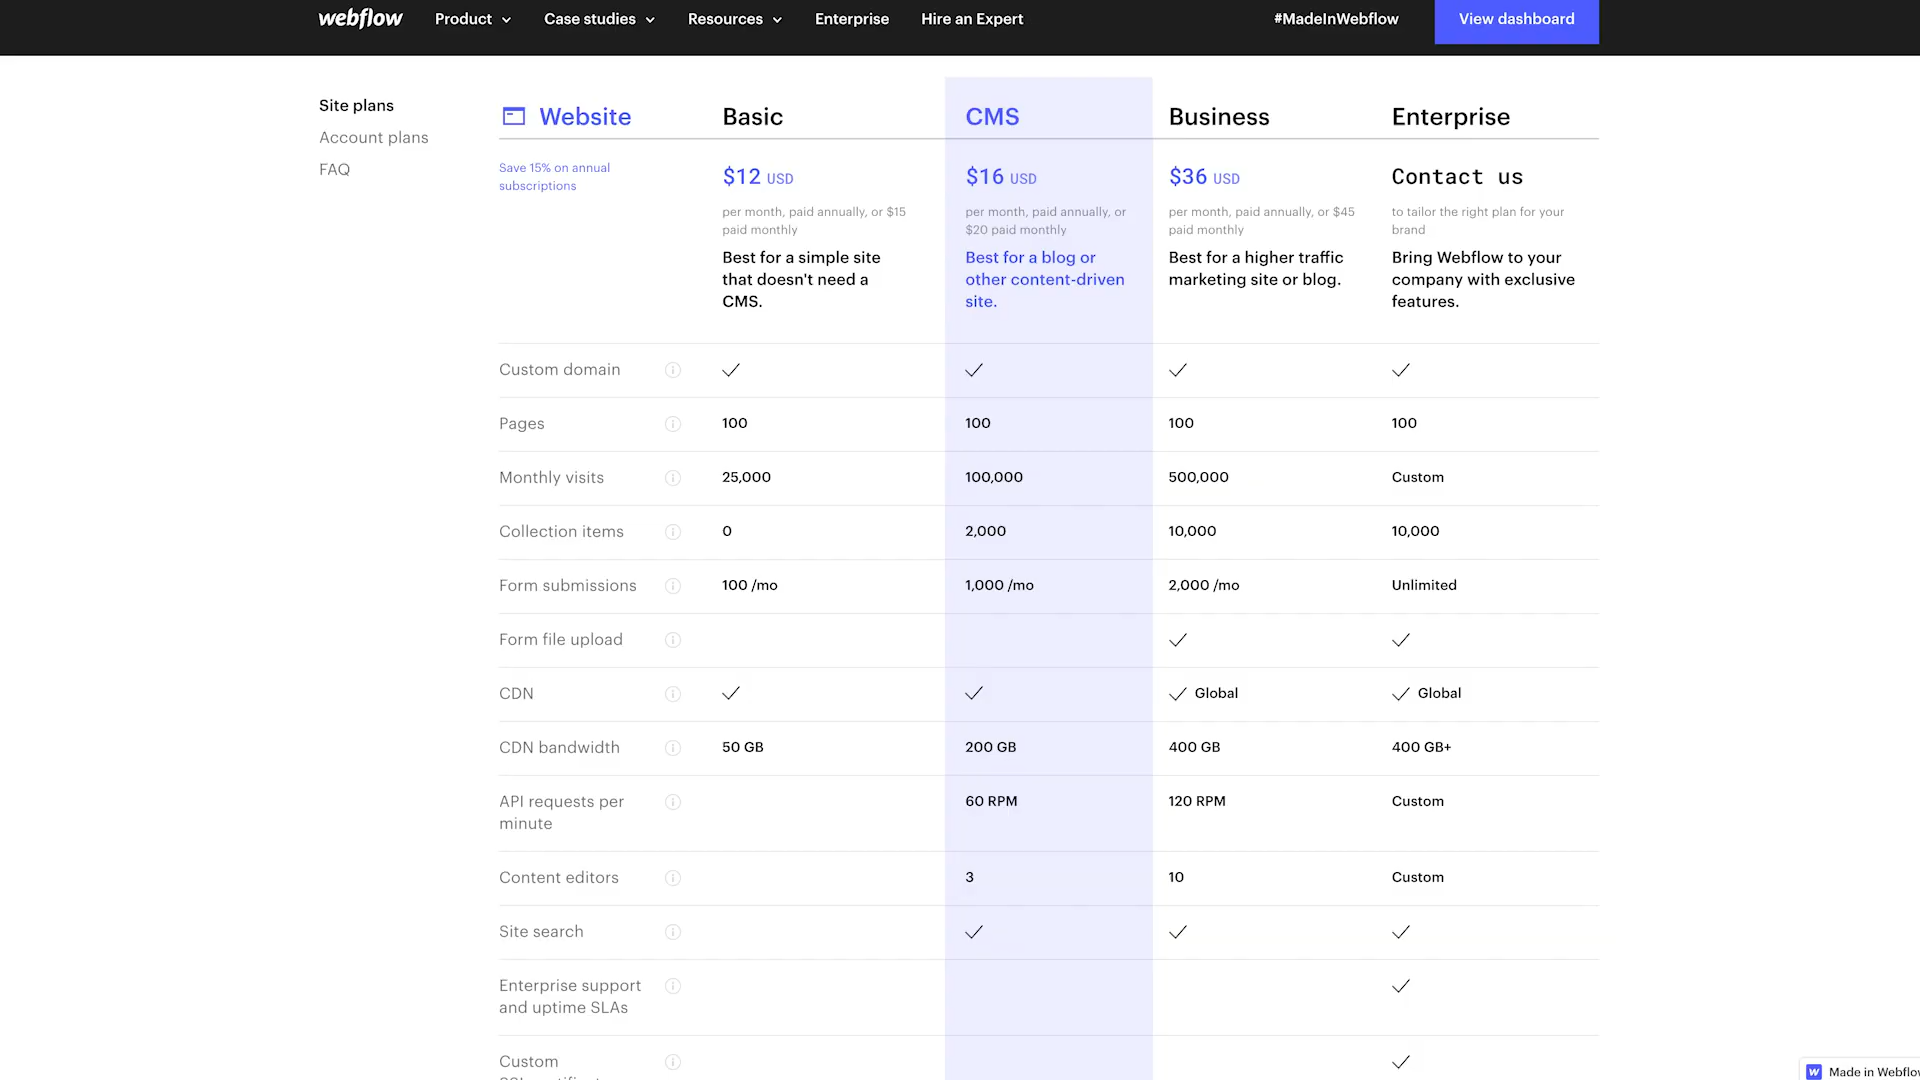 webflow Product Case studies Resources Enterprise Hire an Expert #MadeInWebflow View dashboard
Site plans
Account plans
FAQ
Website Basic CMS Business Enterprise
Save 15% on annual
subscriptions
$12 USD
per month, paid annually, or $15
paid monthly
Best for a simple site
that doesn't need a
CMS.
$16 USD
per month, paid annually, or
$20 paid monthly
Best for a blog or
other content-driven
site.
$36 USD
per month, paid annually, or $45
paid monthly
Best for a higher traffic
marketing site or blog.
Contact us
to tailor the right plan for your
brand
Bring Webflow to your
company with exclusive
features.
Custom domain
Pages 100 100 100 100
Monthly visits 25,000 100,000 500,000 Custom
Collection items 0 2,000 10,000 10,000
Form submissions 100 /mo 1,000 /mo 2,000 /mo Unlimited
Form file upload
CDN Global Global
CDN bandwidth 50 GB 200 GB 400 GB 400 GB+
API requests per
minute
60 RPM 120 RPM Custom
Content editors 3 10 Custom
Site search
Enterprise support
and uptime SLAs
Custom
Made in Webflow